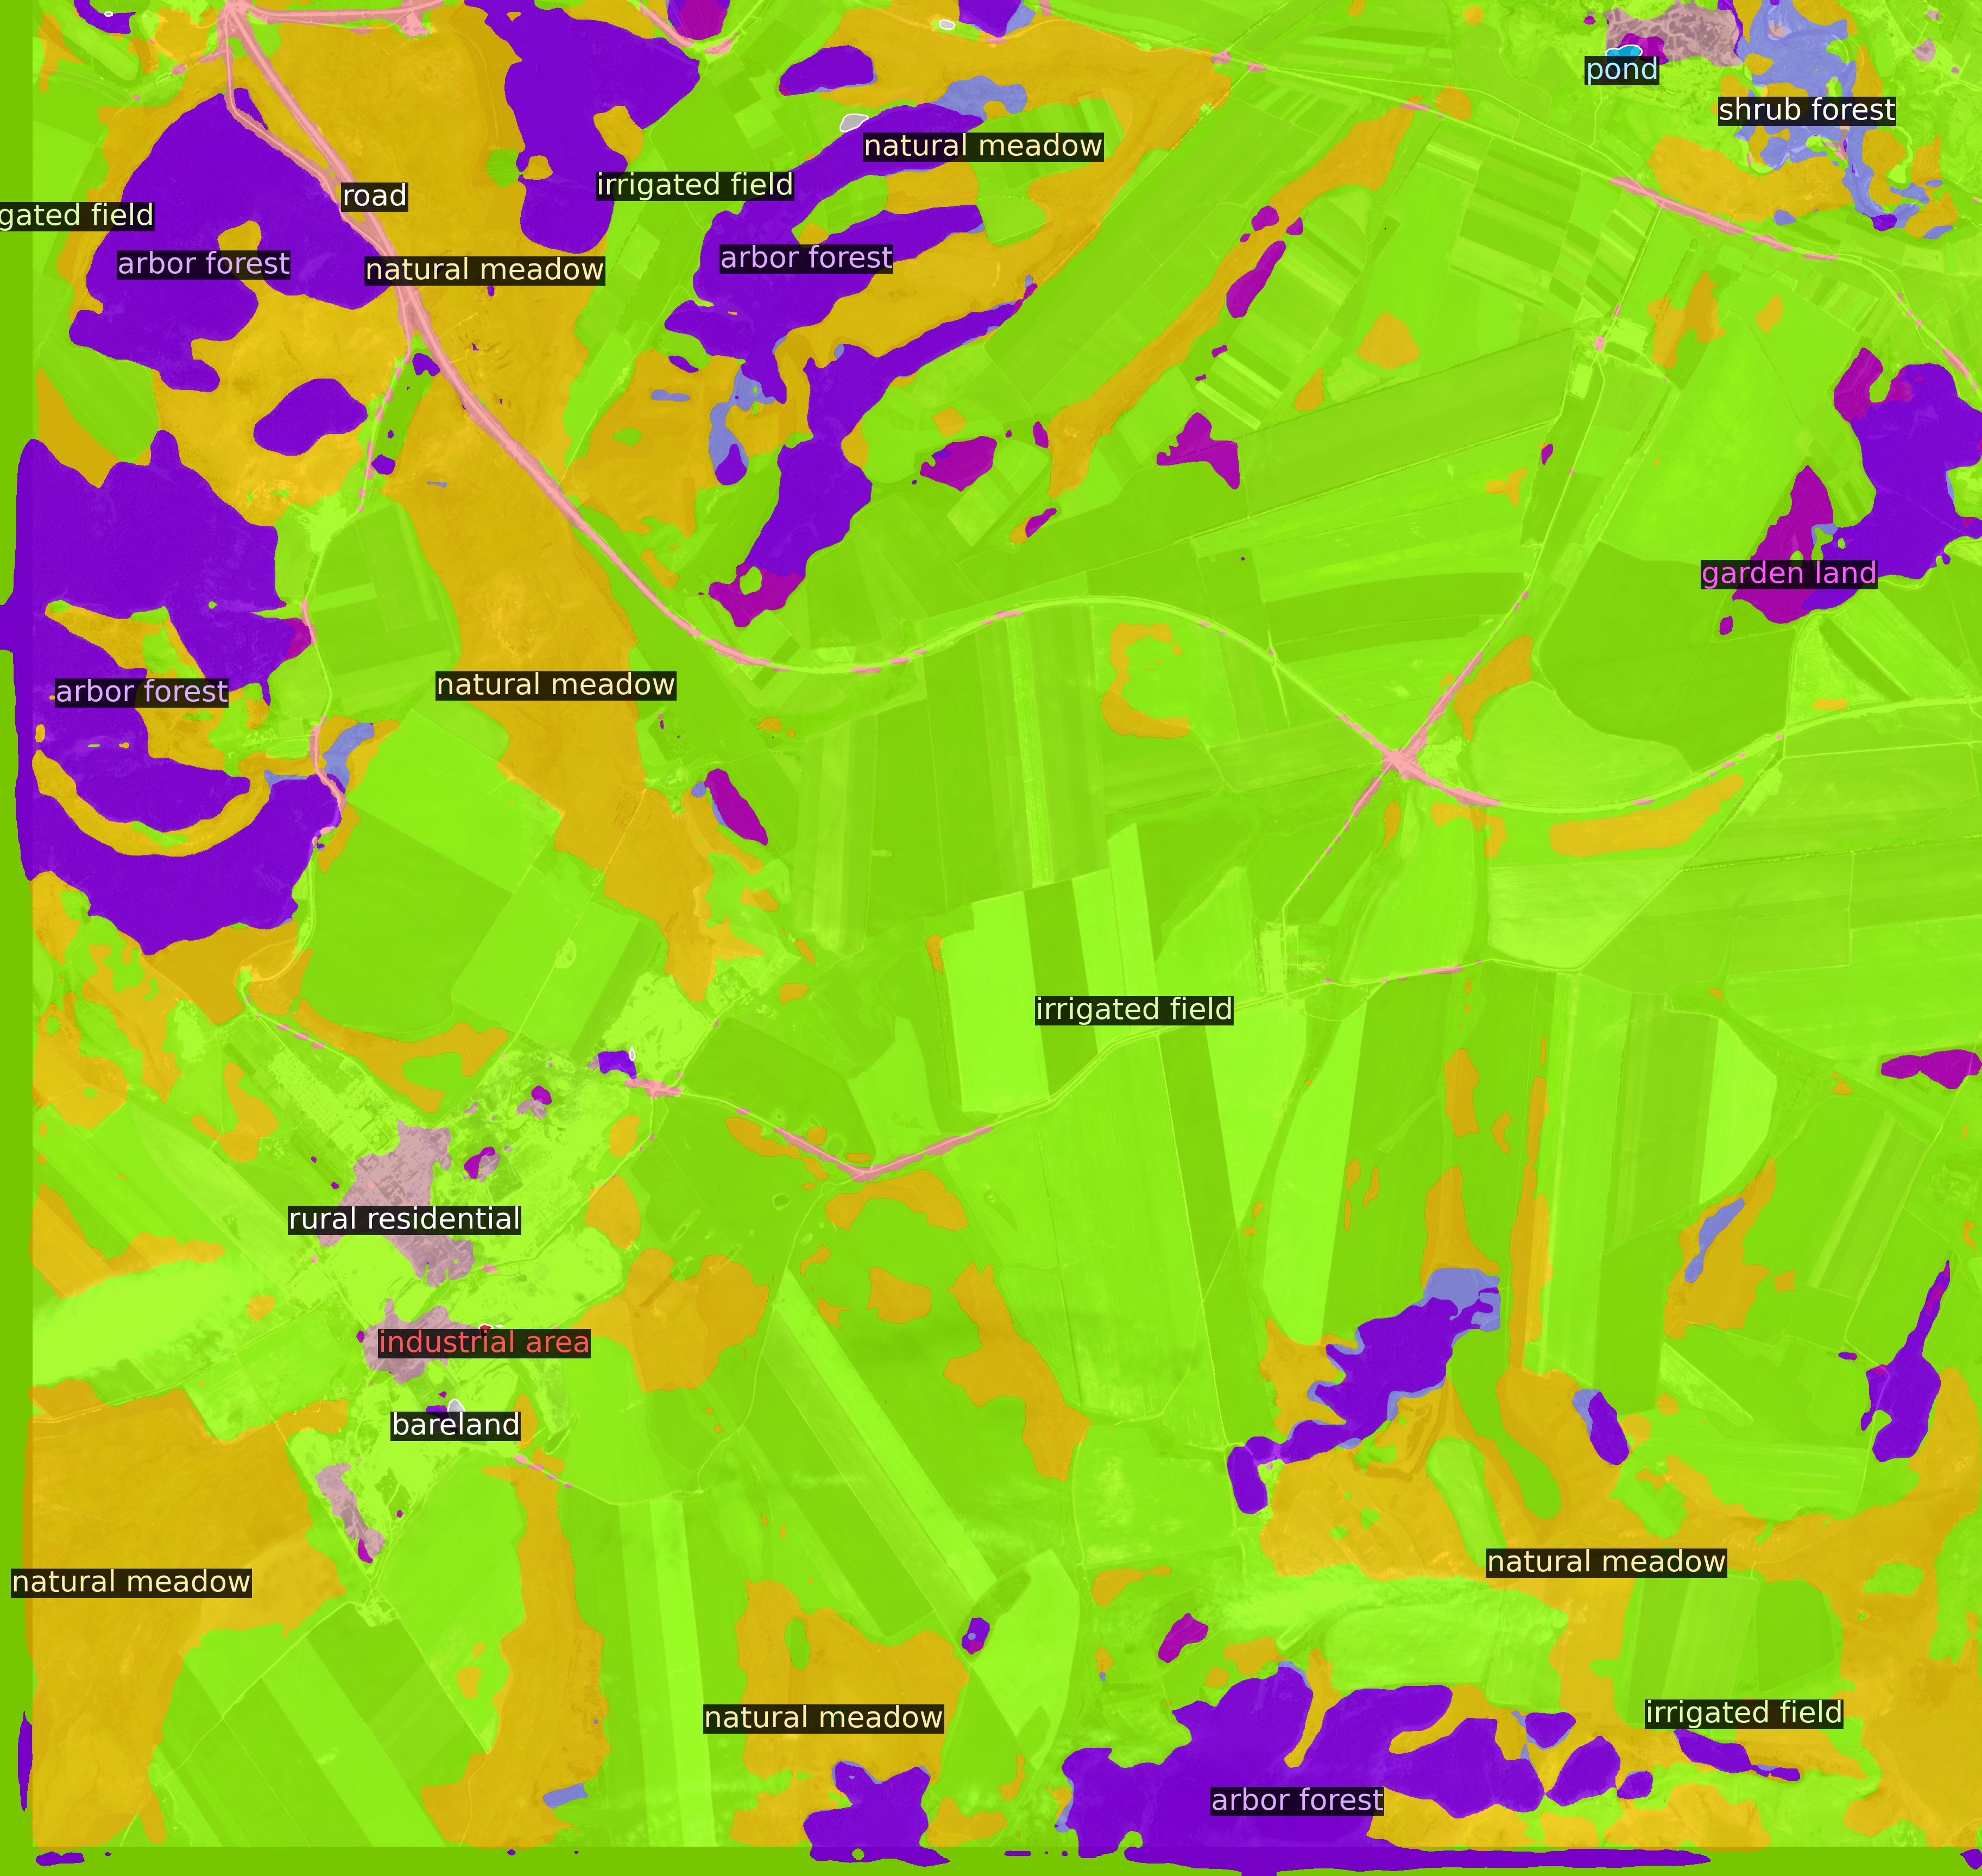 pond
shrub forest
natural meadow
irrigated field
road
gated field
arbor forest
arbor forest
natural meadow
garden land
natural meadow
arbor forest
irrigated field
rural residential
industrial area
bareland
natural meadow
natural meadow
natural meadow
irrigated field
arbor forest